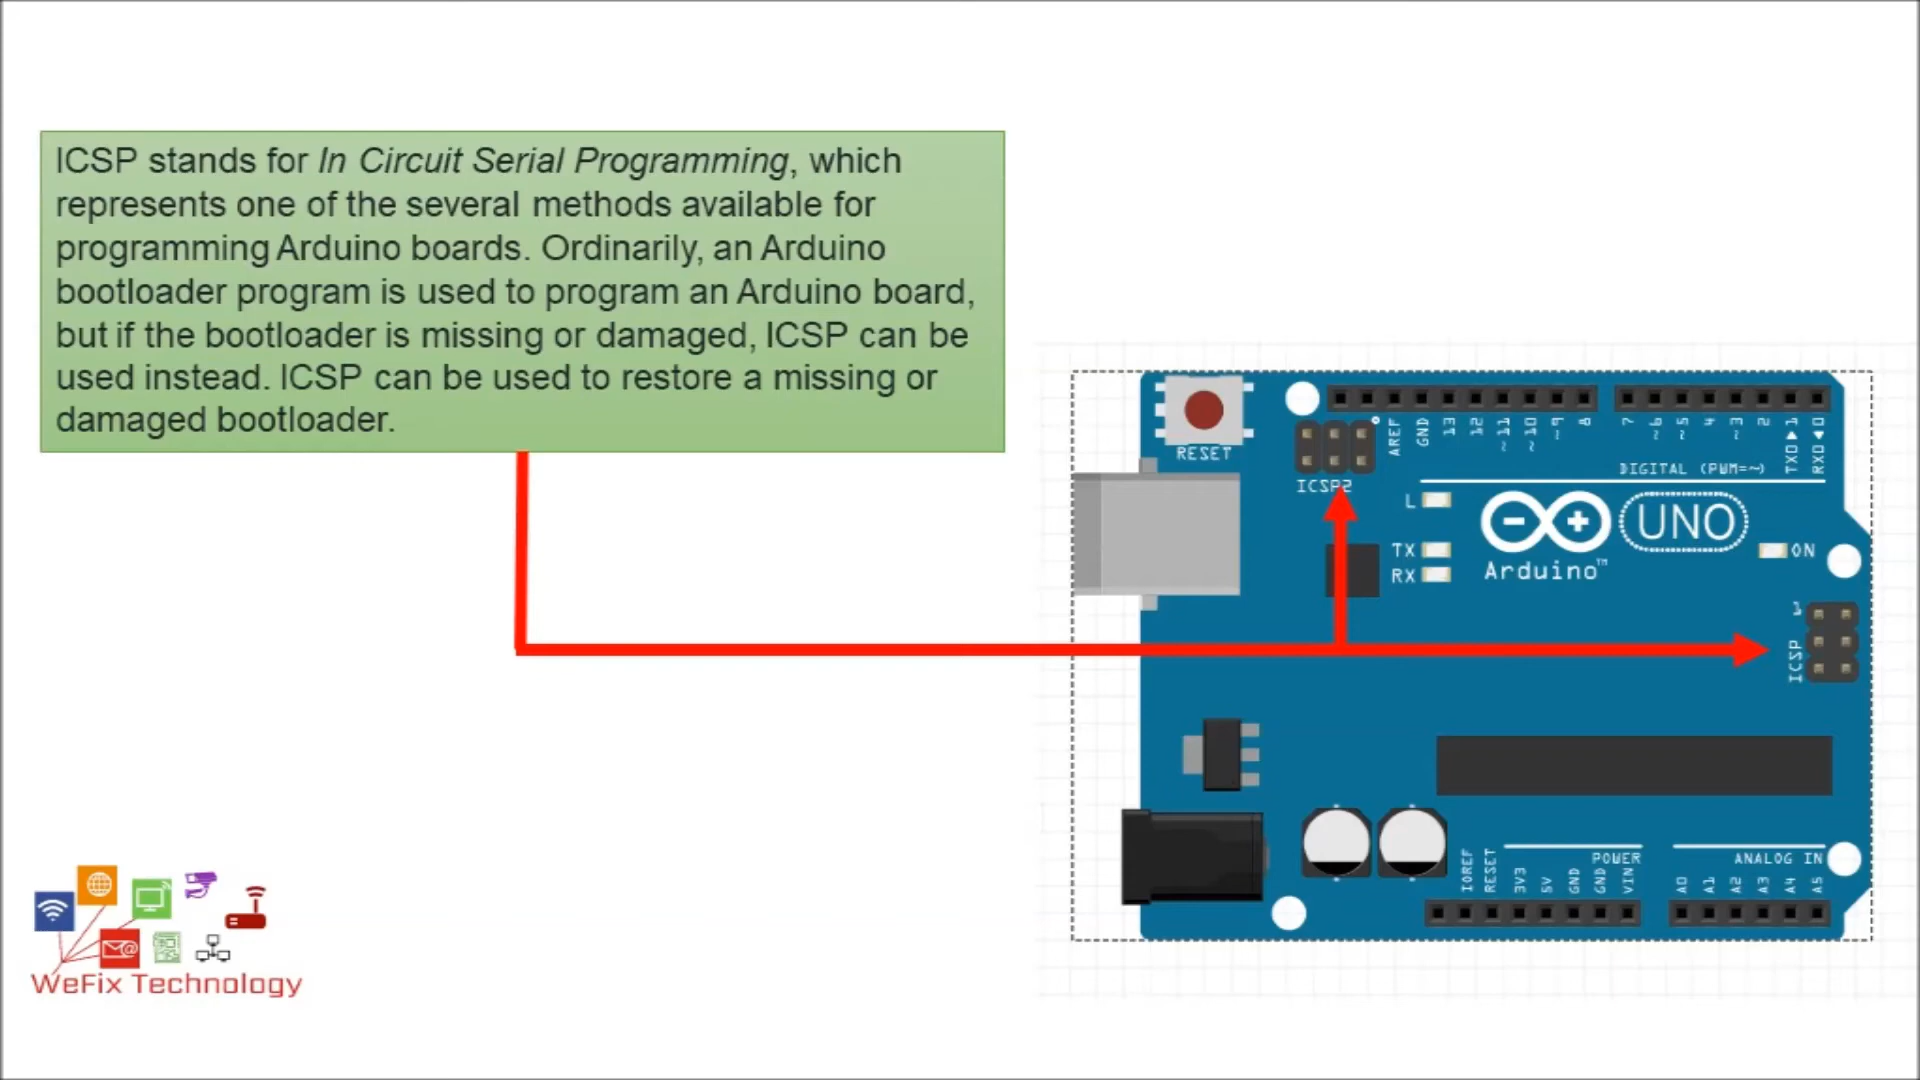 ICSP stands for In Circuit Serial Programming, which
represents one of the several methods available for
programming Arduino boards. Ordinarily, an Arduino
bootloader program is used to program an Arduino board,
but if the bootloader is missing or damaged, ICSP can be
used instead. ICSP can be used to restore a missing or
damaged bootloader.
RESET
ICSP2
AREF
GND
13
12
~11
~10
~9
8
7
~6
~5
4
~3
2
TX0▶1
RX0◀0
DIGITAL (PWM=~)
L
TX
RX
UNO
Arduino™
ON
1
ICSP
IOREF
RESET
3V3
5V
GND
GND
VIN
POWER
A0
A1
A2
A3
A4
A5
ANALOG IN
WeFix Technology